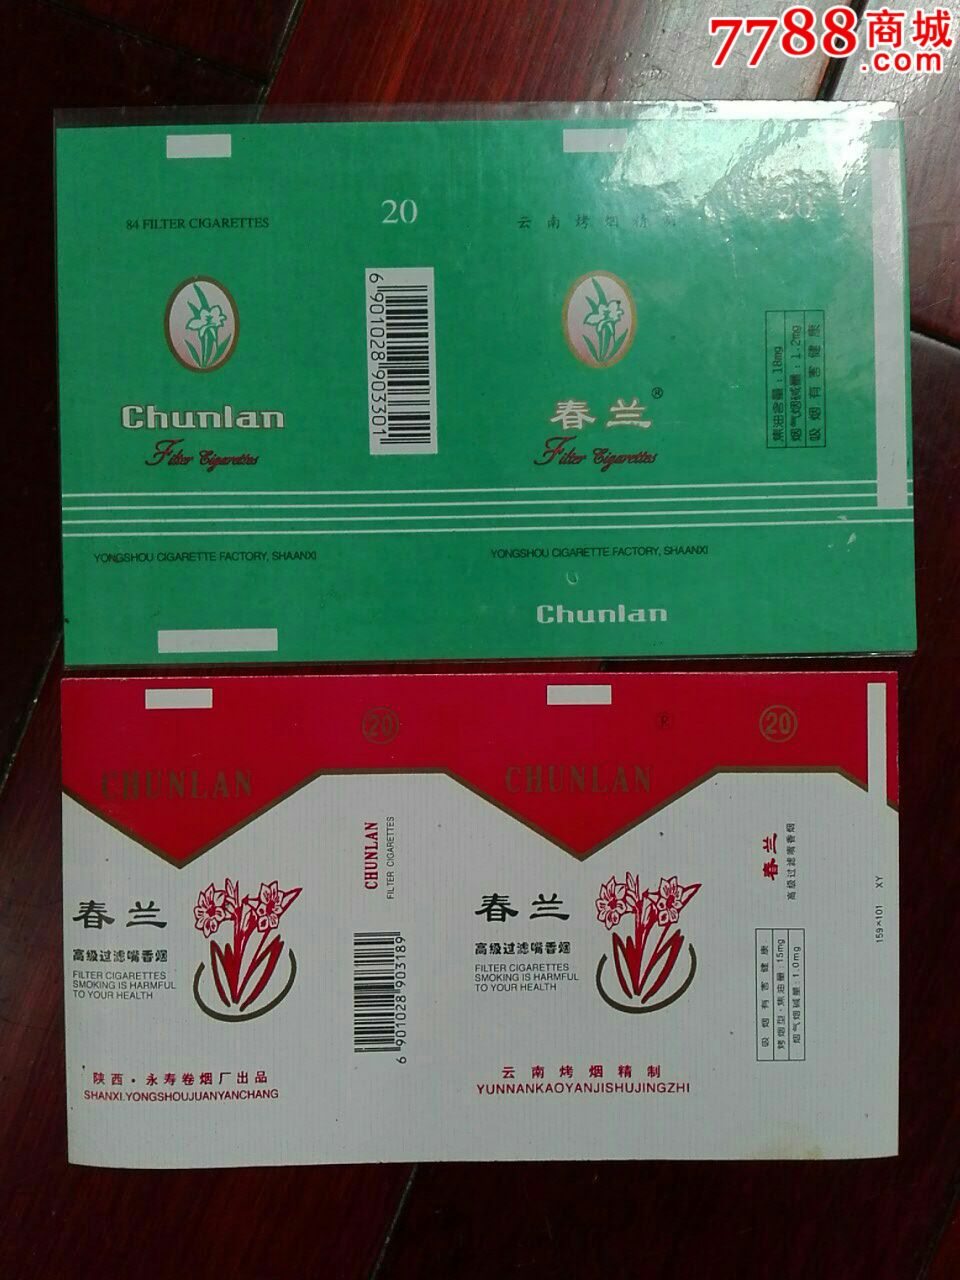 7788商城
.com
84 FILTER CIGARETTES
20
云南烤烟精制
20
6 901028 903301
Chunlan
Filter Cigarettes
春兰®
Filter Cigarettes
焦油含量:18mg
烟气烟碱量:1.2mg
吸烟有害健康
YONGSHOU CIGARETTE FACTORY, SHAANXI
YONGSHOU CIGARETTE FACTORY, SHAANXI
Chunlan
20
®
20
CHUNLAN
CHUNLAN
CHUNLAN
FILTER CIGARETTES
春兰
高级过滤嘴香烟
159×101 XY
春兰
高级过滤嘴香烟
FILTER CIGARETTES
SMOKING IS HARMFUL
TO YOUR HEALTH
6 901028 903189
春兰
高级过滤嘴香烟
FILTER CIGARETTES
SMOKING IS HARMFUL
TO YOUR HEALTH
吸烟有害健康
烤烟型·焦油量:15mg
烟气烟碱量:1.0mg
陕西·永寿卷烟厂出品
SHANXI.YONGSHOUJUANYANCHANG
云南烤烟精制
YUNNANKAOYANJISHUJINGZHI